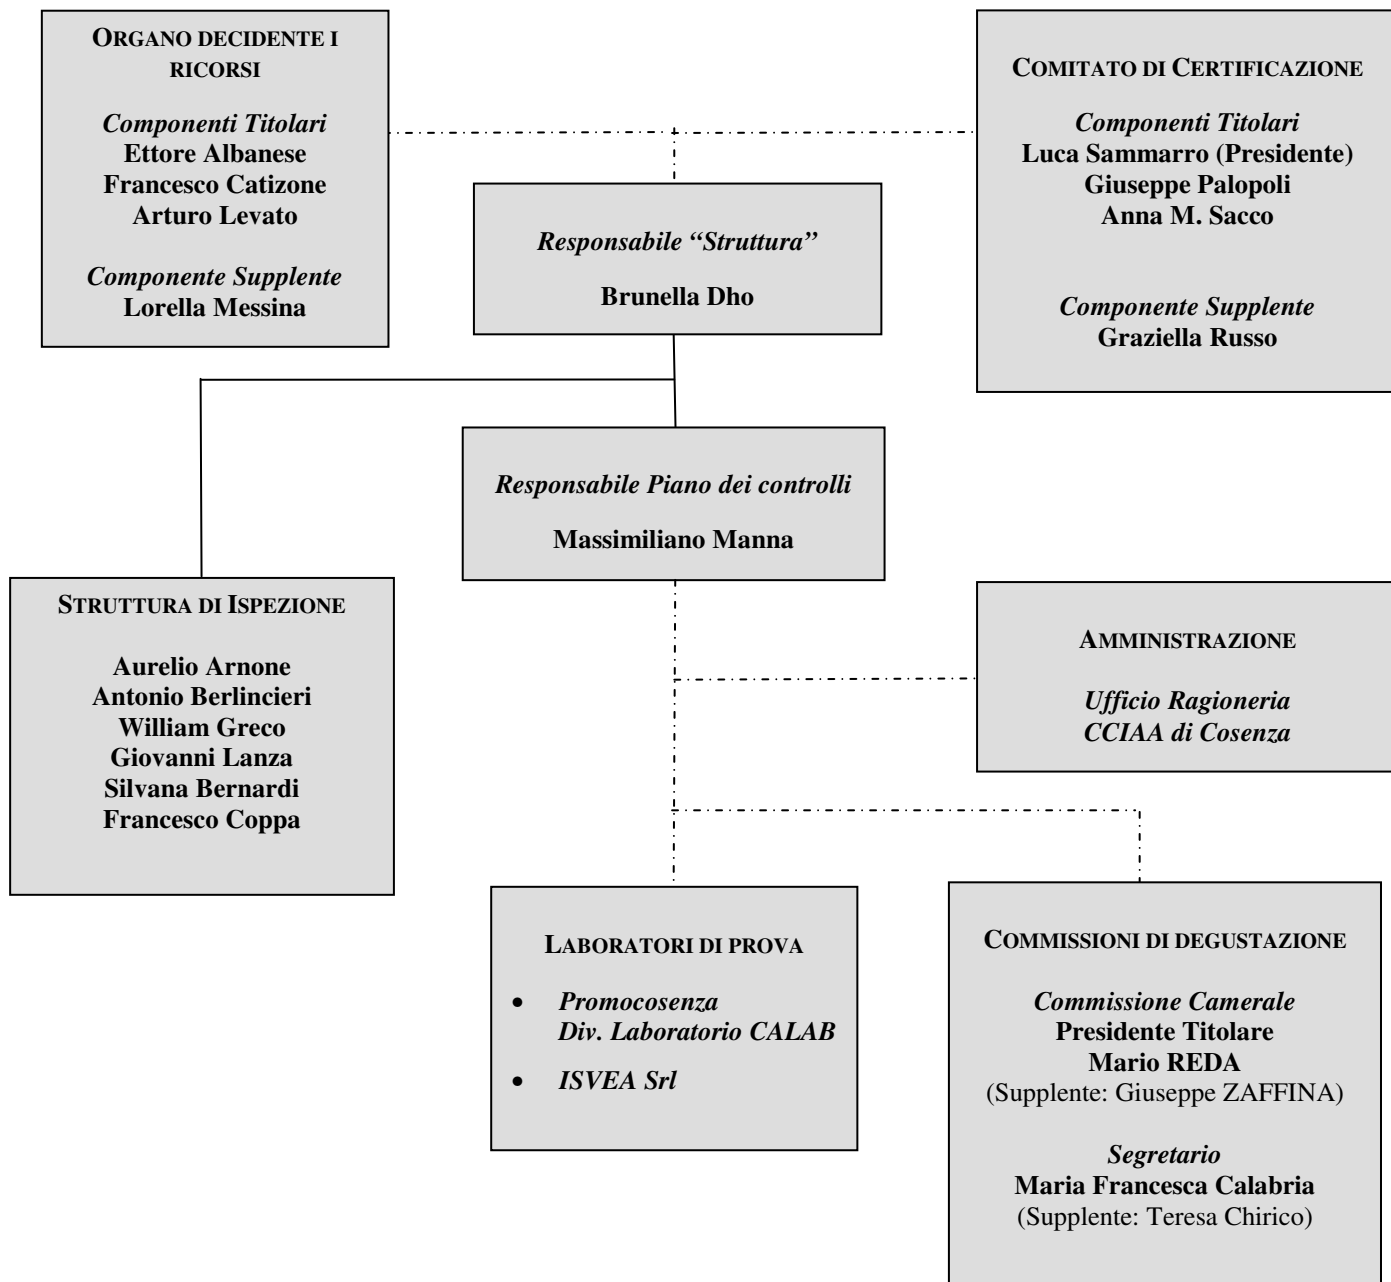 ORGANO DECIDENTE I
RICORSI
Componenti Titolari
Ettore Albanese
Francesco Catizone
Arturo Levato
Componente Supplente
Lorella Messina
COMITATO DI CERTIFICAZIONE
Componenti Titolari
Luca Sammarro (Presidente)
Giuseppe Palopoli
Anna M. Sacco
Componente Supplente
Graziella Russo
Responsabile “Struttura”
Brunella Dho
Responsabile Piano dei controlli
Massimiliano Manna
STRUTTURA DI ISPEZIONE
Aurelio Arnone
Antonio Berlincieri
William Greco
Giovanni Lanza
Silvana Bernardi
Francesco Coppa
AMMINISTRAZIONE
Ufficio Ragioneria
CCIAA di Cosenza
LABORATORI DI PROVA
• Promocosenza
Div. Laboratorio CALAB
• ISVEA Srl
COMMISSIONI DI DEGUSTAZIONE
Commissione Camerale
Presidente Titolare
Mario REDA
(Supplente: Giuseppe ZAFFINA)
Segretario
Maria Francesca Calabria
(Supplente: Teresa Chirico)